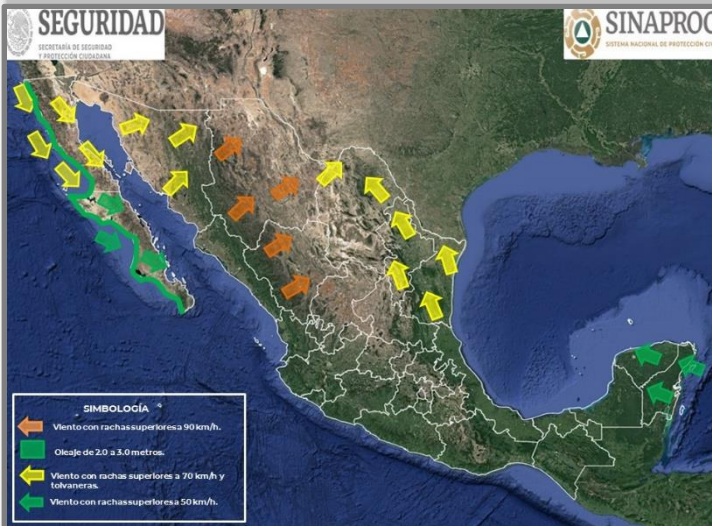 SEGURIDAD
SECRETARÍA DE SEGURIDAD
Y PROTECCIÓN CIUDADANA
SINAPROC
SISTEMA NACIONAL DE PROTECCIÓN CI
SIMBOLOGÍA
Viento con rachas superiores a 90 km/h.
Oleaje de 2.0 a 3.0 metros.
Viento con rachas superiores a 70 km/h y
tolvaneras.
Viento con rachas superiores a 50 km/h.